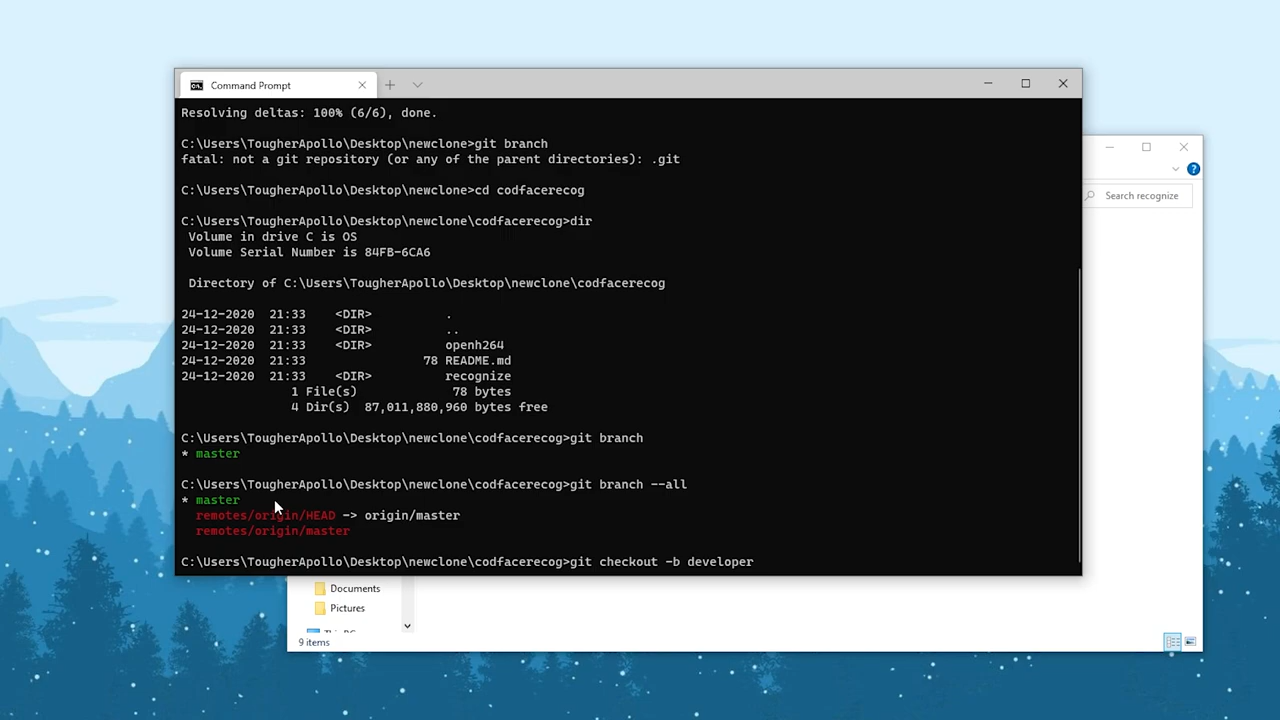 Command Prompt
Resolving deltas: 100% (6/6), done.
C:\Users\TougherApollo\Desktop\newclone>git branch
fatal: not a git repository (or any of the parent directories): .git
C:\Users\TougherApollo\Desktop\newclone>cd codfacerecog
C:\Users\TougherApollo\Desktop\newclone\codfacerecog>dir
Volume in drive C is OS
Volume Serial Number is 84FB-6CA6
Directory of C:\Users\TougherApollo\Desktop\newclone\codfacerecog
24-12-2020  21:33    <DIR>          .
24-12-2020  21:33    <DIR>          ..
24-12-2020  21:33    <DIR>          openh264
24-12-2020  21:33                78 README.md
24-12-2020  21:33    <DIR>          recognize
1 File(s)             78 bytes
4 Dir(s)  87,011,880,960 bytes free
C:\Users\TougherApollo\Desktop\newclone\codfacerecog>git branch
* master
C:\Users\TougherApollo\Desktop\newclone\codfacerecog>git branch --all
* master
remotes/origin/HEAD -> origin/master
remotes/origin/master
C:\Users\TougherApollo\Desktop\newclone\codfacerecog>git checkout -b developer
Search recognize
Documents
Pictures
9 items